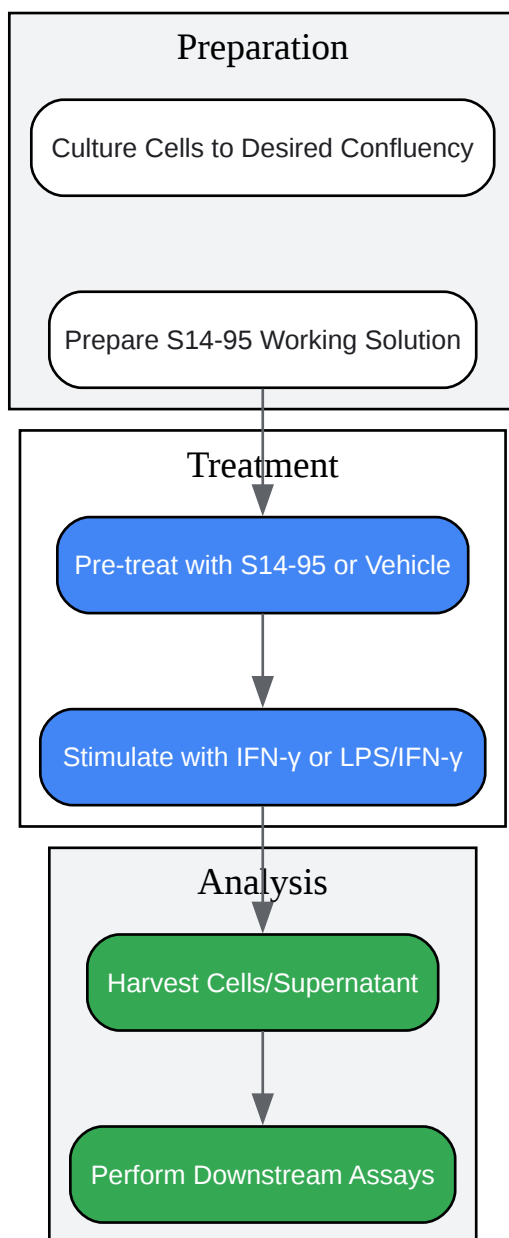 Preparation
Culture Cells to Desired Confluency
Prepare S14-95 Working Solution
Treatment
Pre-treat with S14-95 or Vehicle
Stimulate with IFN-γ or LPS/IFN-γ
Analysis
Harvest Cells/Supernatant
Perform Downstream Assays